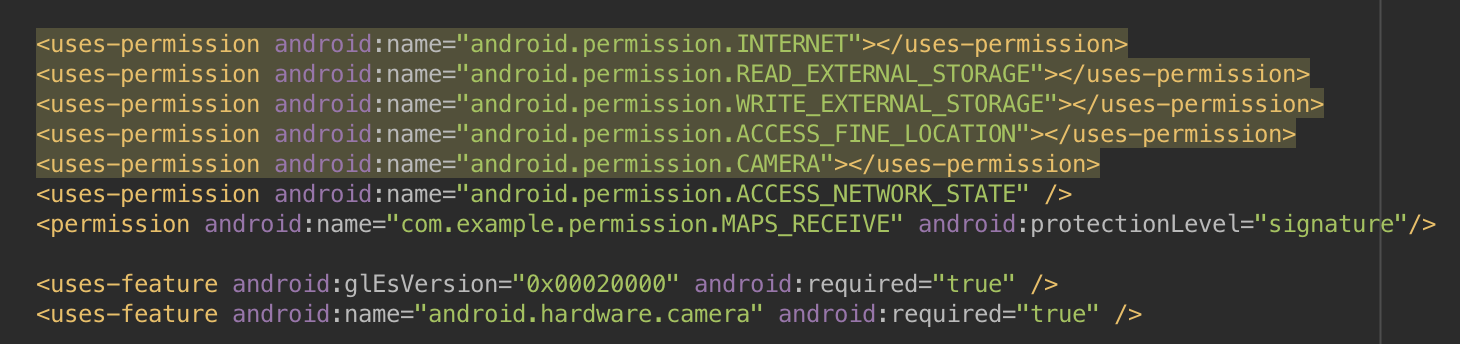 <uses-permission android:name="android.permission.INTERNET"></uses-permission>
<uses-permission android:name="android.permission.READ_EXTERNAL_STORAGE"></uses-permission>
<uses-permission android:name="android.permission.WRITE_EXTERNAL_STORAGE"></uses-permission>
<uses-permission android:name="android.permission.ACCESS_FINE_LOCATION"></uses-permission>
<uses-permission android:name="android.permission.CAMERA"></uses-permission>
<uses-permission android:name="android.permission.ACCESS_NETWORK_STATE" />
<permission android:name="com.example.permission.MAPS_RECEIVE" android:protectionLevel="signature"/>
<uses-feature android:glEsVersion="0x00020000" android:required="true" />
<uses-feature android:name="android.hardware.camera" android:required="true" />